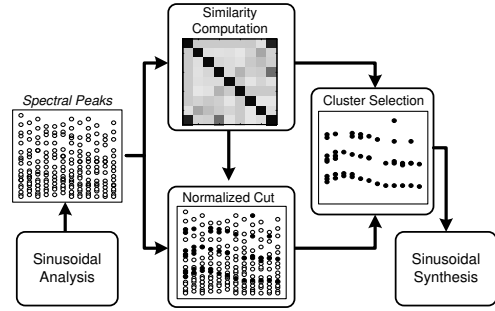 Similarity
Computation
Spectral Peaks
Cluster Selection
Normalized Cut
Sinusoidal
Analysis
Sinusoidal
Synthesis